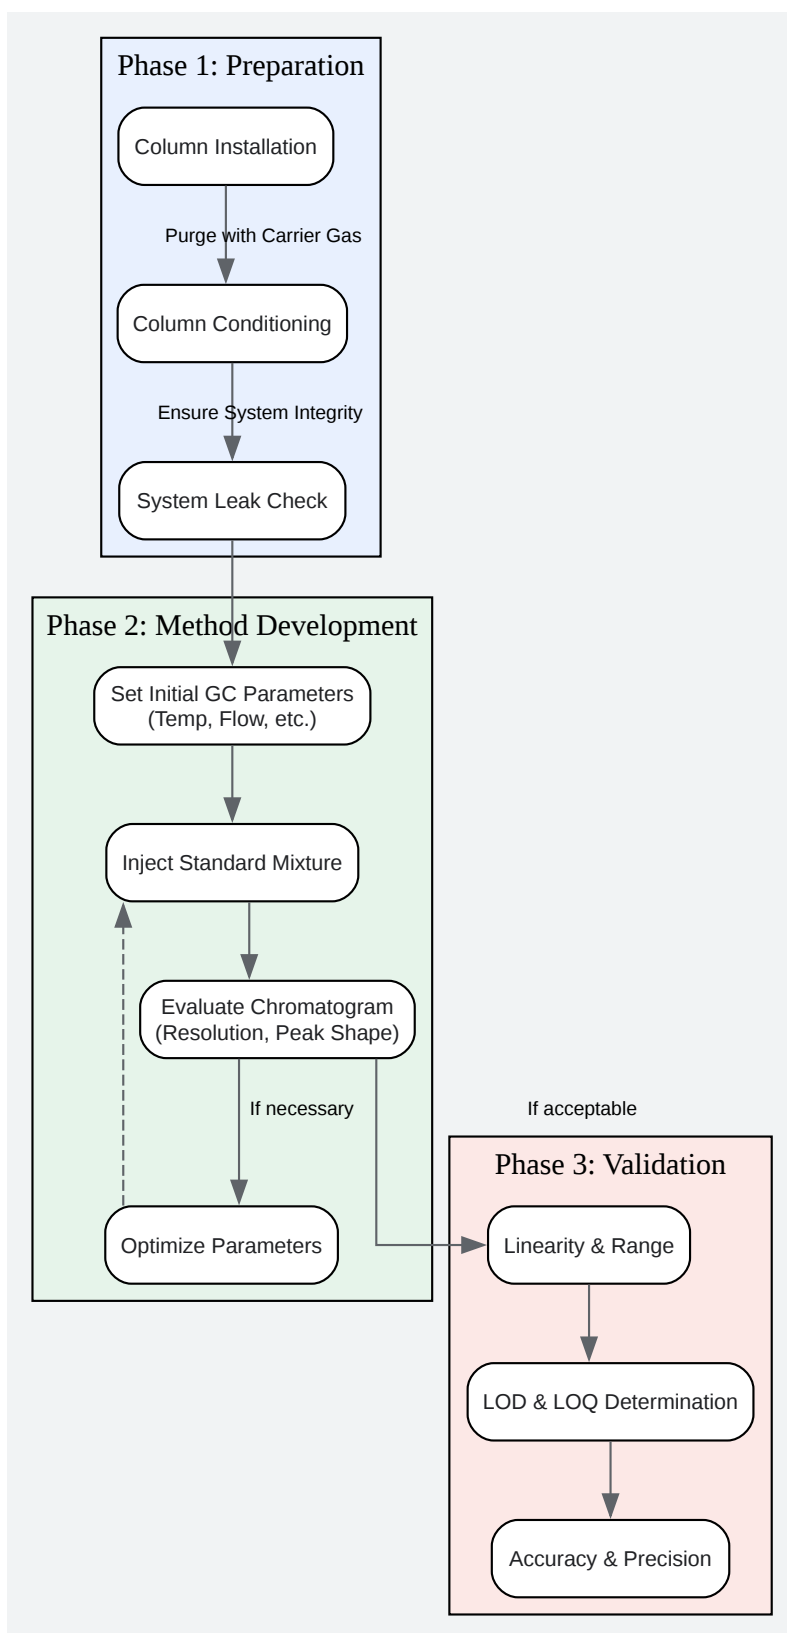 Phase 1: Preparation
Column Installation
Purge with Carrier Gas
Column Conditioning
Ensure System Integrity
System Leak Check
Phase 2: Method Development
Set Initial GC Parameters
(Temp, Flow, etc.)
Inject Standard Mixture
Evaluate Chromatogram
(Resolution, Peak Shape)
If necessary
If acceptable
Optimize Parameters
Phase 3: Validation
Linearity & Range
LOD & LOQ Determination
Accuracy & Precision